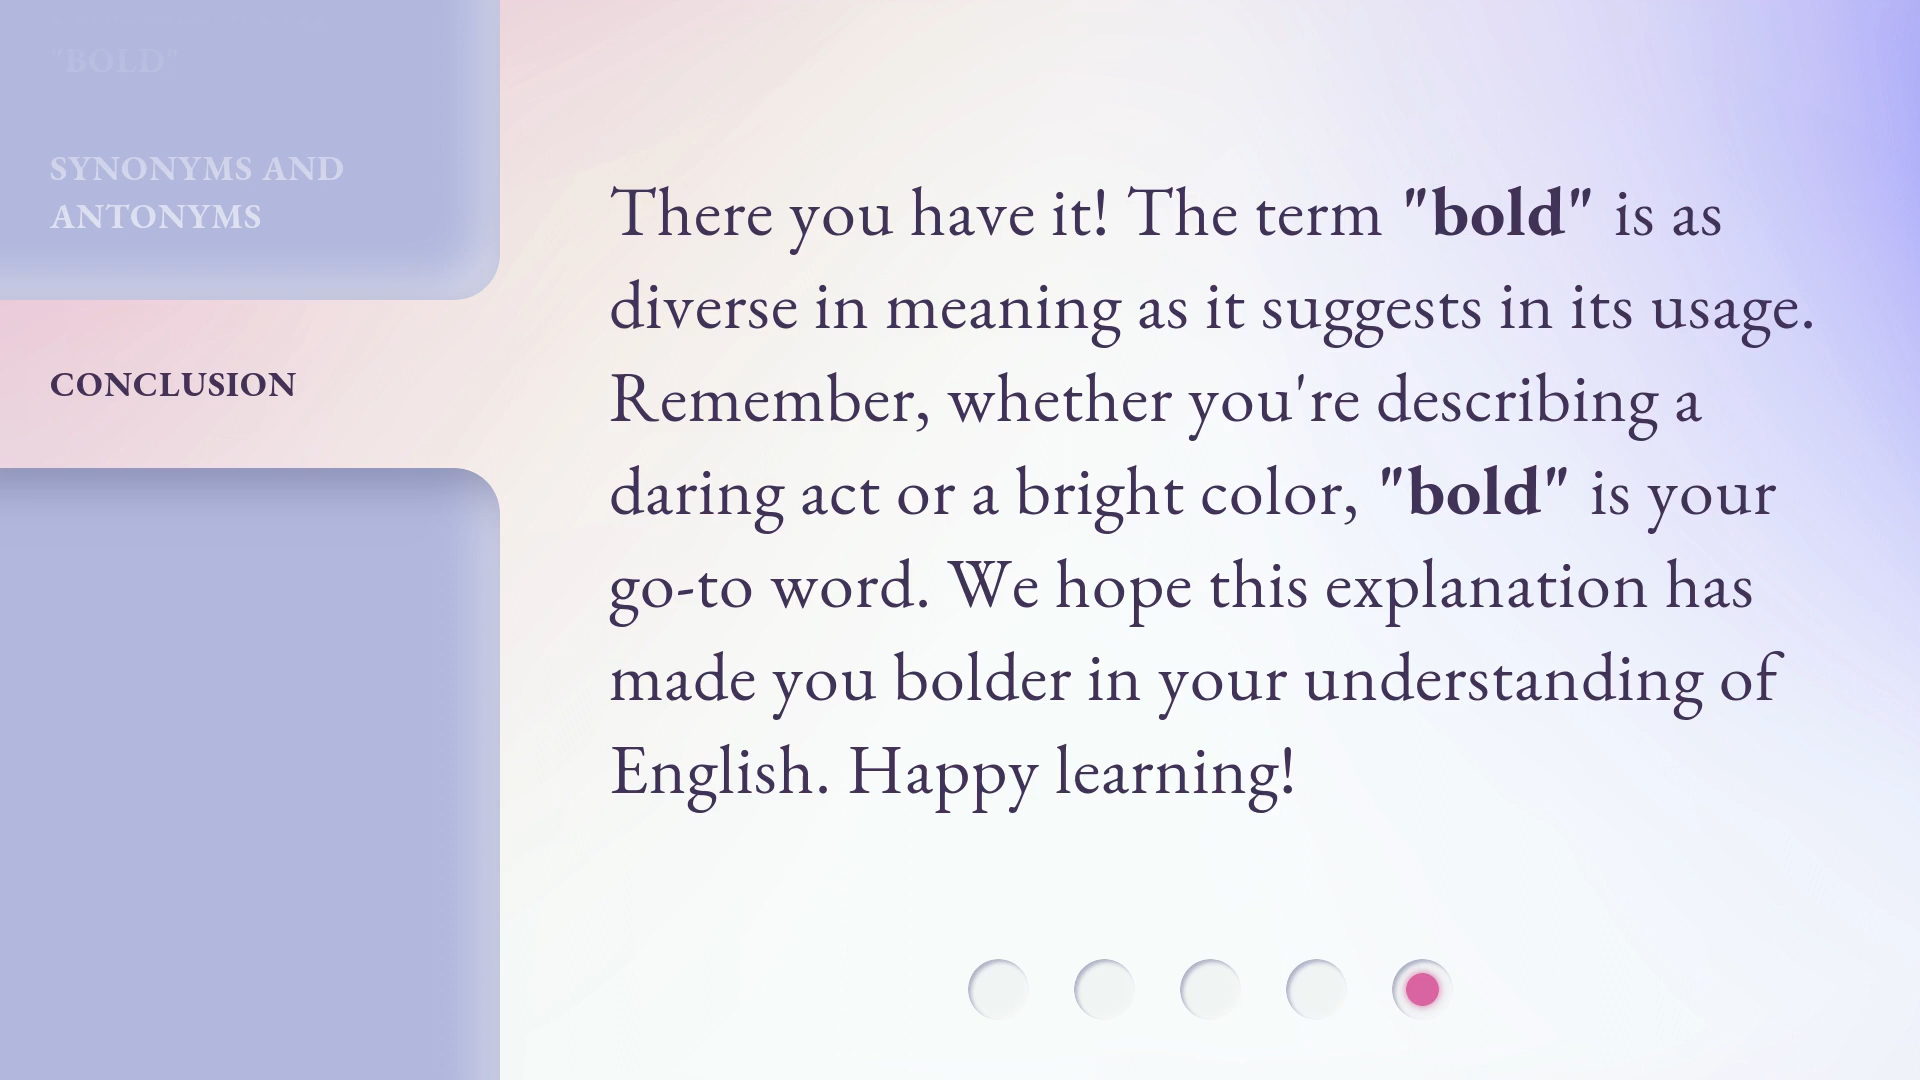 "BOLD"
SYNONYMS AND
ANTONYMS
CONCLUSION
There you have it! The term "bold" is as
diverse in meaning as it suggests in its usage.
Remember, whether you're describing a
daring act or a bright color, "bold" is your
go-to word. We hope this explanation has
made you bolder in your understanding of
English. Happy learning!